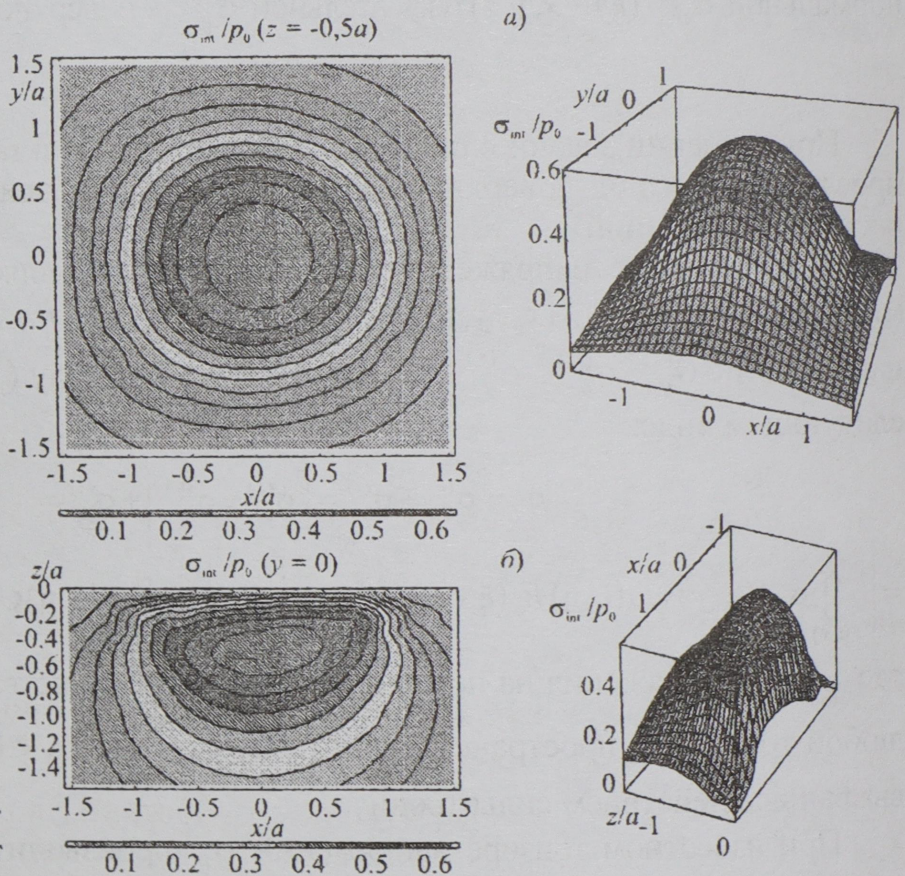 σint/p0 (z = -0,5a)
а)
1.5
y/a
1
0.5
0
-0.5
-1
-1.5
-1.5 -1 -0.5 0 0.5 1 1.5
x/a
0.1 0.2 0.3 0.4 0.5 0.6
y/a
-1 0 1
σint/p0
0.6
0.4
0.2
0
-1 0 x/a 1
σint/p0 (y = 0)
б)
z/a
0
-0.2
-0.4
-0.6
-0.8
-1.0
-1.2
-1.4
-1.5 -1 -0.5 0 0.5 1 1.5
x/a
0.1 0.2 0.3 0.4 0.5 0.6
x/a
-1
0
1
σint/p0
0.4
0.2
0
z/a -1 0